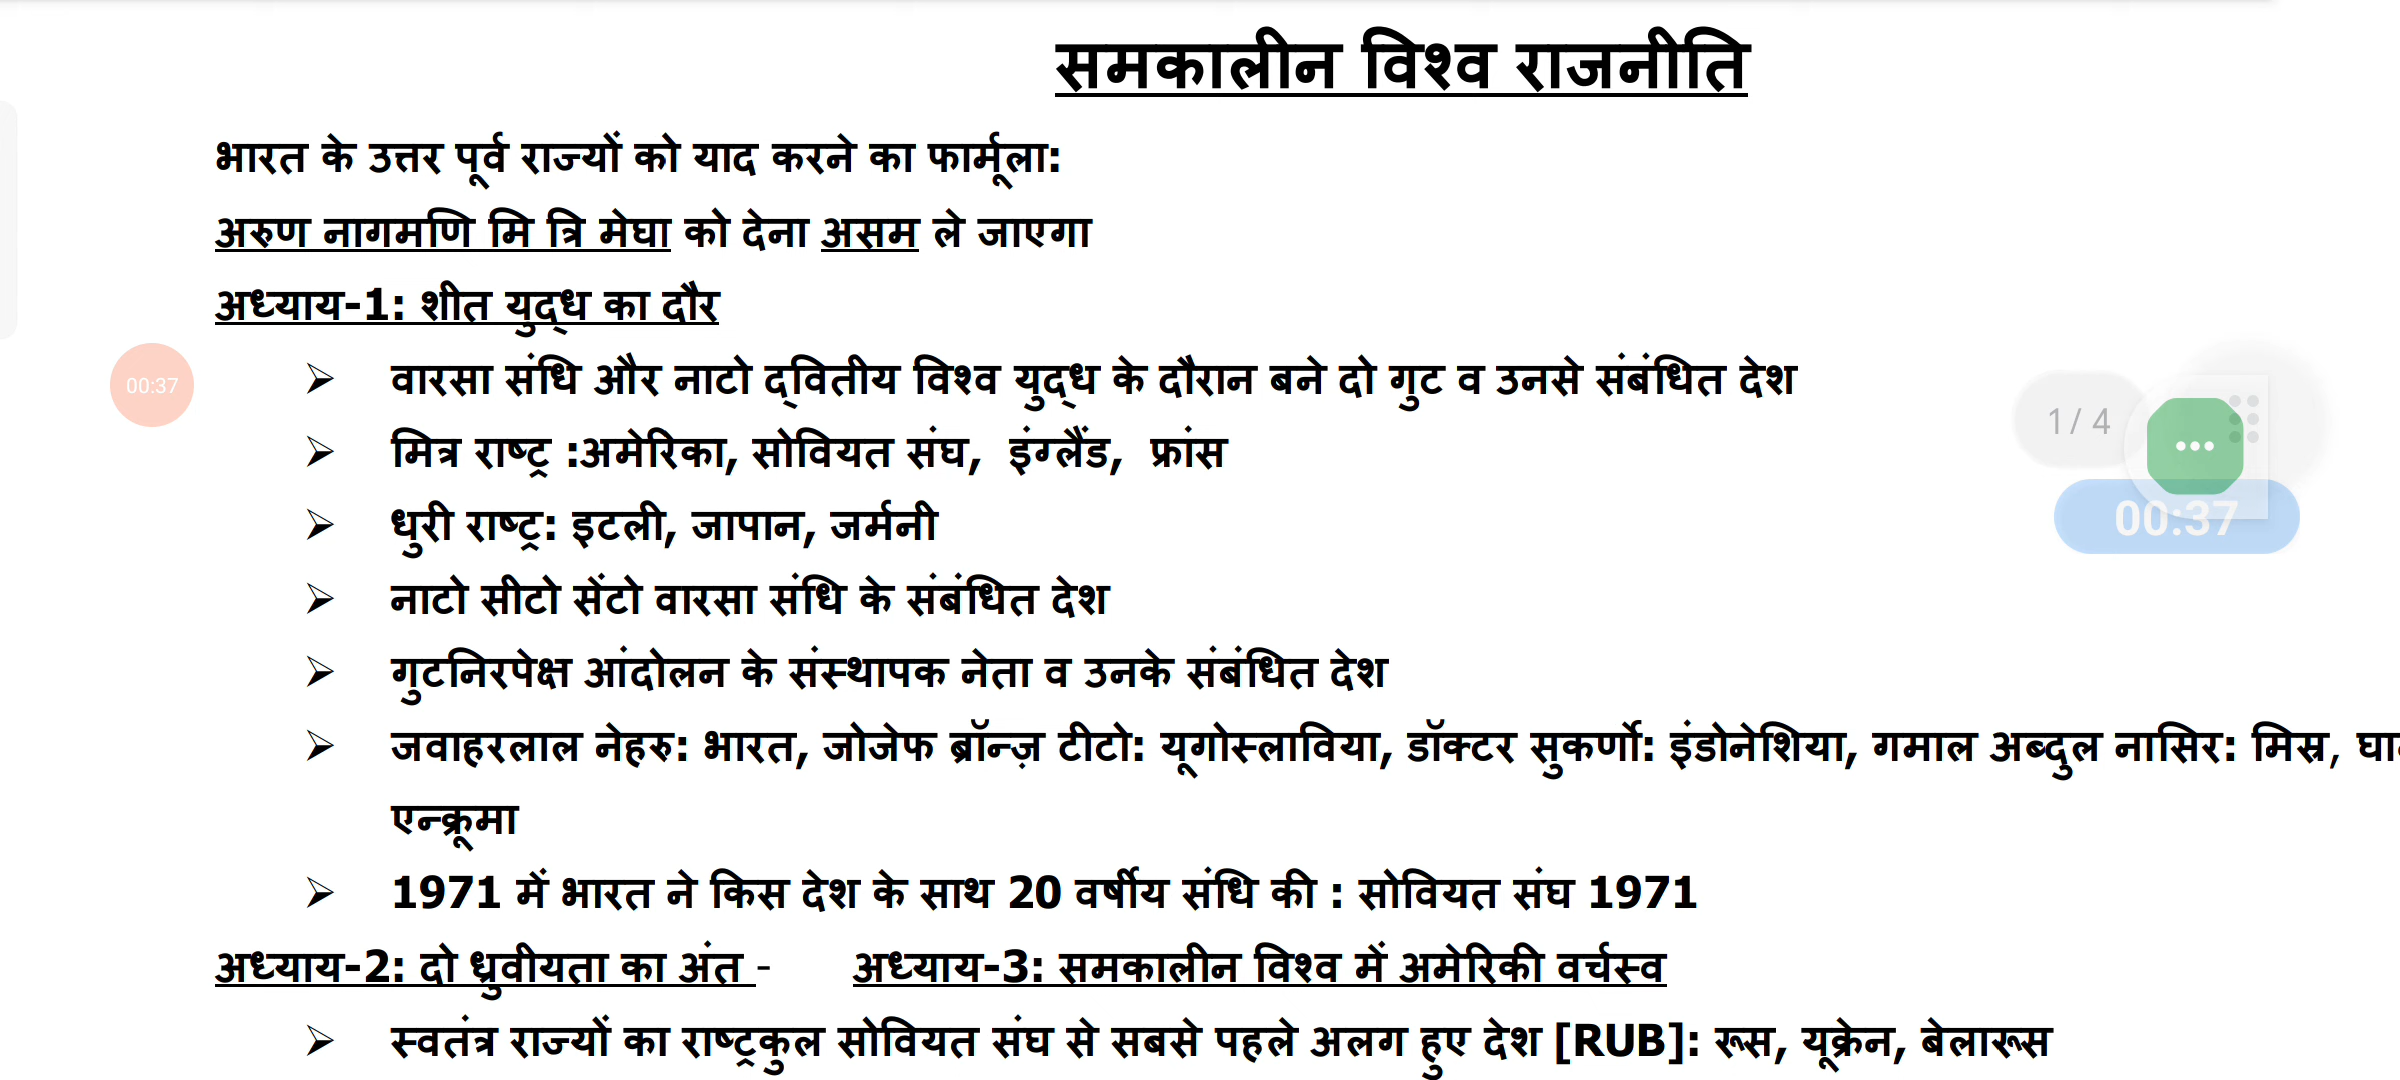 समकालीन विश्व राजनीति
भारत के उत्तर पूर्व राज्यों को याद करने का फार्मूला:
अरुण नागमणि मि त्रि मेघा को देना असम ले जाएगा
अध्याय-1: शीत युद्ध का दौर
➢ वारसा संधि और नाटो द्वितीय विश्व युद्ध के दौरान बने दो गुट व उनसे संबंधित देश
00:37
➢ मित्र राष्ट्र :अमेरिका, सोवियत संघ, इंग्लैंड, फ्रांस
1/ 4
➢ धुरी राष्ट्र: इटली, जापान, जर्मनी
00:37
➢ नाटो सीटो सेंटो वारसा संधि के संबंधित देश
➢ गुटनिरपेक्ष आंदोलन के संस्थापक नेता व उनके संबंधित देश
➢ जवाहरलाल नेहरु: भारत, जोजेफ ब्रॉन्ज़ टीटो: यूगोस्लाविया, डॉक्टर सुकर्णो: इंडोनेशिया, गमाल अब्दुल नासिर: मिस्र,
एन्क्रूमा
➢ 1971 में भारत ने किस देश के साथ 20 वर्षीय संधि की : सोवियत संघ 1971
अध्याय-2: दो ध्रुवीयता का अंत - अध्याय-3: समकालीन विश्व में अमेरिकी वर्चस्व
➢ स्वतंत्र राज्यों का राष्ट्रकुल सोवियत संघ से सबसे पहले अलग हुए देश [RUB]: रूस, यूक्रेन, बेलारूस